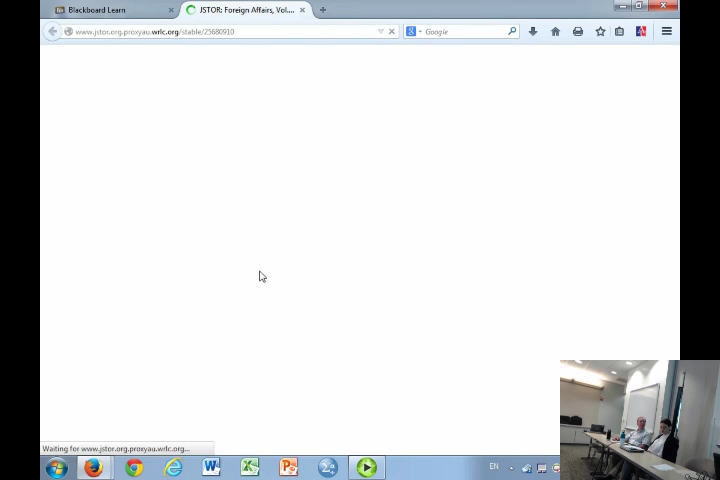 Blackboard Learn
JSTOR: Foreign Affairs, Vol....
www.jstor.org.proxyau.wrlc.org/stable/25680910
Google
Waiting for www.jstor.org.proxyau.wrlc.org...
EN